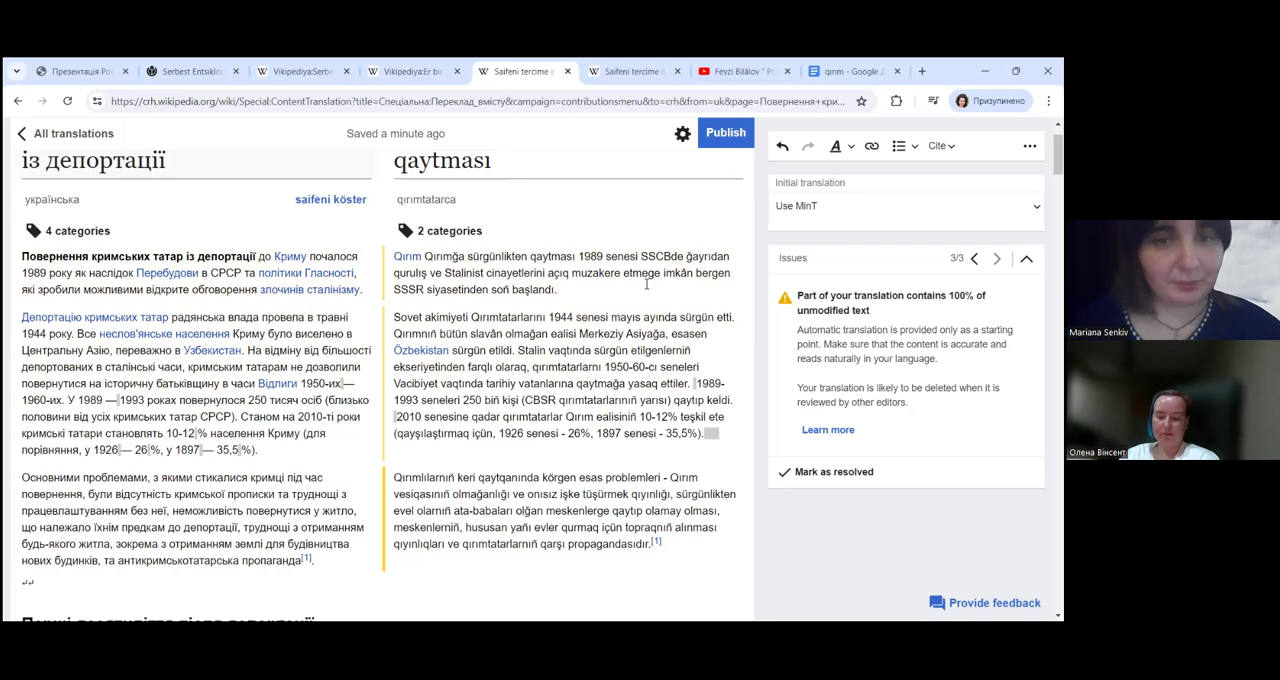 Презентація Рон
Serbest Entsiklop
Vikipediya:Serbe
Vikipediya:Er bir
Saifeni tercime e
Saifeni tercime e
Fevzi Bilâlov " Po
qırım - Google Д
https://crh.wikipedia.org/wiki/Special:ContentTranslation?title=Спеціальна:Переклад_вмісту&campaign=contributionsmenu&to=crh&from=uk&page=Повернення+кри...
Призупинено
All translations
Saved a minute ago
Publish
Cite
із депортації
qaytması
українська
saifeni köster
qırımtatarca
4 categories
2 categories
Повернення кримських татар із депортації до Криму почалося
1989 року як наслідок Перебудови в СРСР та політики Гласності,
які зробили можливими відкрите обговорення злочинів сталінізму.
Депортацію кримських татар радянська влада провела в травні
1944 року. Все неслов'янське населення Криму було виселено в
Центральну Азію, переважно в Узбекистан. На відміну від більшості
депортованих в сталінські часи, кримським татарам не дозволили
повернутися на історичну батьківщину в часи Відлиги 1950-их —
1960-их. У 1989 — 1993 роках повернулося 250 тисяч осіб (близько
половини від усіх кримських татар СРСР). Станом на 2010-ті роки
кримські татари становлять 10-12 % населення Криму (для
порівняння, у 1926 — 26 %, у 1897 — 35,5 %).
Основними проблемами, з якими стикалися кримці під час
повернення, були відсутність кримської прописки та труднощі з
працевлаштуванням без неї, неможливість повернутися у житло,
що належало їхнім предкам до депортації, труднощі з отриманням
будь-якого житла, зокрема з отриманням землі для будівництва
нових будинків, та антикримськотатарська пропаганда[1].
Qırım Qırımğa sürgünlikten qaytması 1989 senesi SSCBde ğayrıdan
quruluş ve Stalinist cinayetlerini açıq muzakere etmege imkân bergen
SSSR siyasetinden soñ başlandı.
Sovet akimiyeti Qırımtatarlarını 1944 senesi mayıs ayında sürgün etti.
Qırımnıñ bütün slavân olmağan ealisi Merkeziy Asiyağa, esasen
Özbekistan sürgün etildi. Stalin vaqtında sürgün etilgenlerniñ
ekseriyetinden farqlı olaraq, qırımtatarlarnı 1950-60-cı seneleri
Vacibiyet vaqtında tarihiy vatanlarına qaytmağa yasaq ettiler. 1989-
1993 seneleri 250 biñ kişi (CBSR qırımtatarlarınıñ yarısı) qaytıp keldi.
2010 senesine qadar qırımtatarlar Qırım ealisiniñ 10-12% teşkil ete
(qayşılaştırmaq içün, 1926 senesi - 26%, 1897 senesi - 35,5%).
Qırımlılarnıñ keri qaytqanında körgen esas problemleri - Qırım
vesiqasınıñ olmağanlığı ve onısız işke tüşürmek qıyınlığı, sürgünlikten
evel olarnıñ ata-babaları olğan meskenlerge qaytıp olamay olması,
meskenlerniñ, hususan yañı evler qurmaq içün topraqnıñ alınması
qıyınlıqları ve qırımtatarlarnıñ qarşı propagandasıdır.[1]
Initial translation
Use MinT
Issues
3/3
Part of your translation contains 100% of
unmodified text
Automatic translation is provided only as a starting
point. Make sure that the content is accurate and
reads naturally in your language.
Your translation is likely to be deleted when it is
reviewed by other editors.
Learn more
Mark as resolved
Provide feedback
Mariana Senkiv
Олена Вінсент